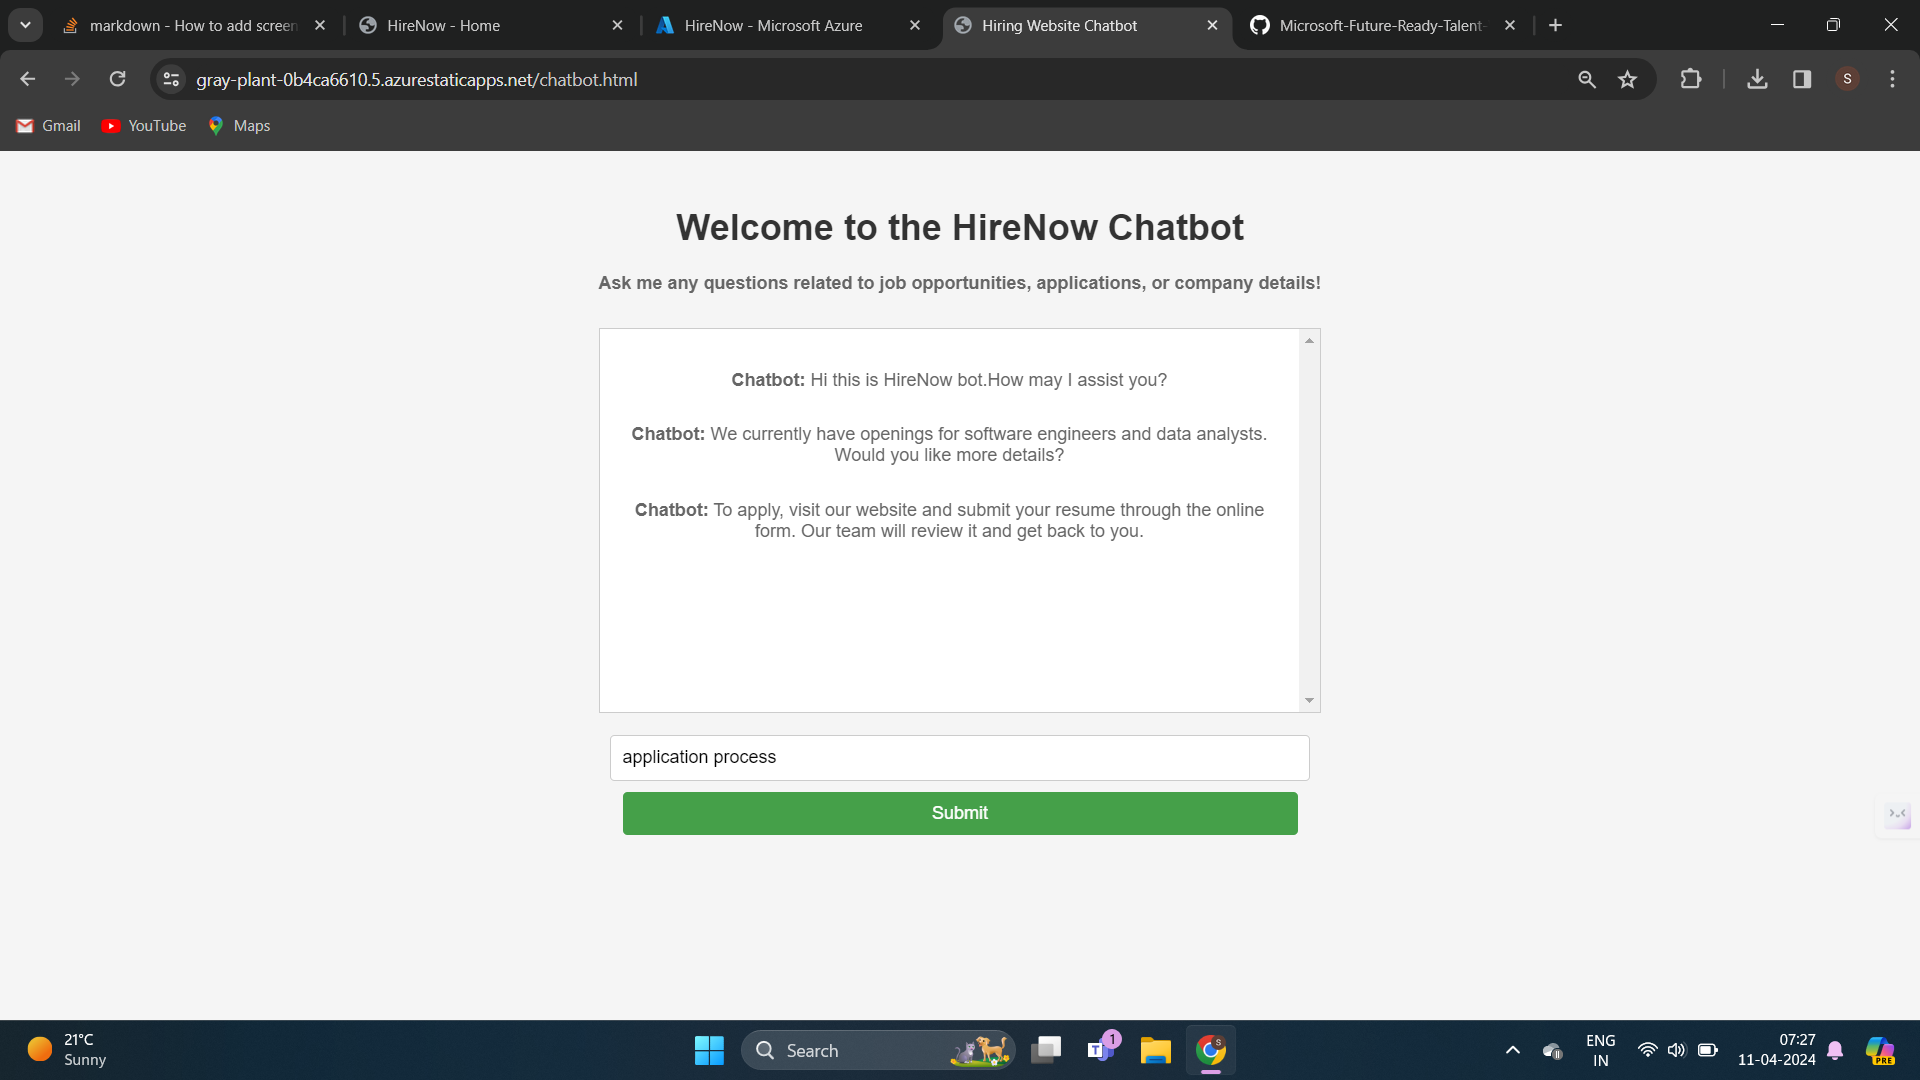 markdown - How to add screen
HireNow - Home
HireNow - Microsoft Azure
Hiring Website Chatbot
Microsoft-Future-Ready-Talent-
gray-plant-0b4ca6610.5.azurestaticapps.net/chatbot.html
S
Gmail
YouTube
Maps
Welcome to the HireNow Chatbot
Ask me any questions related to job opportunities, applications, or company details!
Chatbot: Hi this is HireNow bot.How may I assist you?
Chatbot: We currently have openings for software engineers and data analysts.
Would you like more details?
Chatbot: To apply, visit our website and submit your resume through the online
form. Our team will review it and get back to you.
application process
Submit
21°C
Sunny
Search
T
1
S
ENG
IN
07:27
11-04-2024
PRE